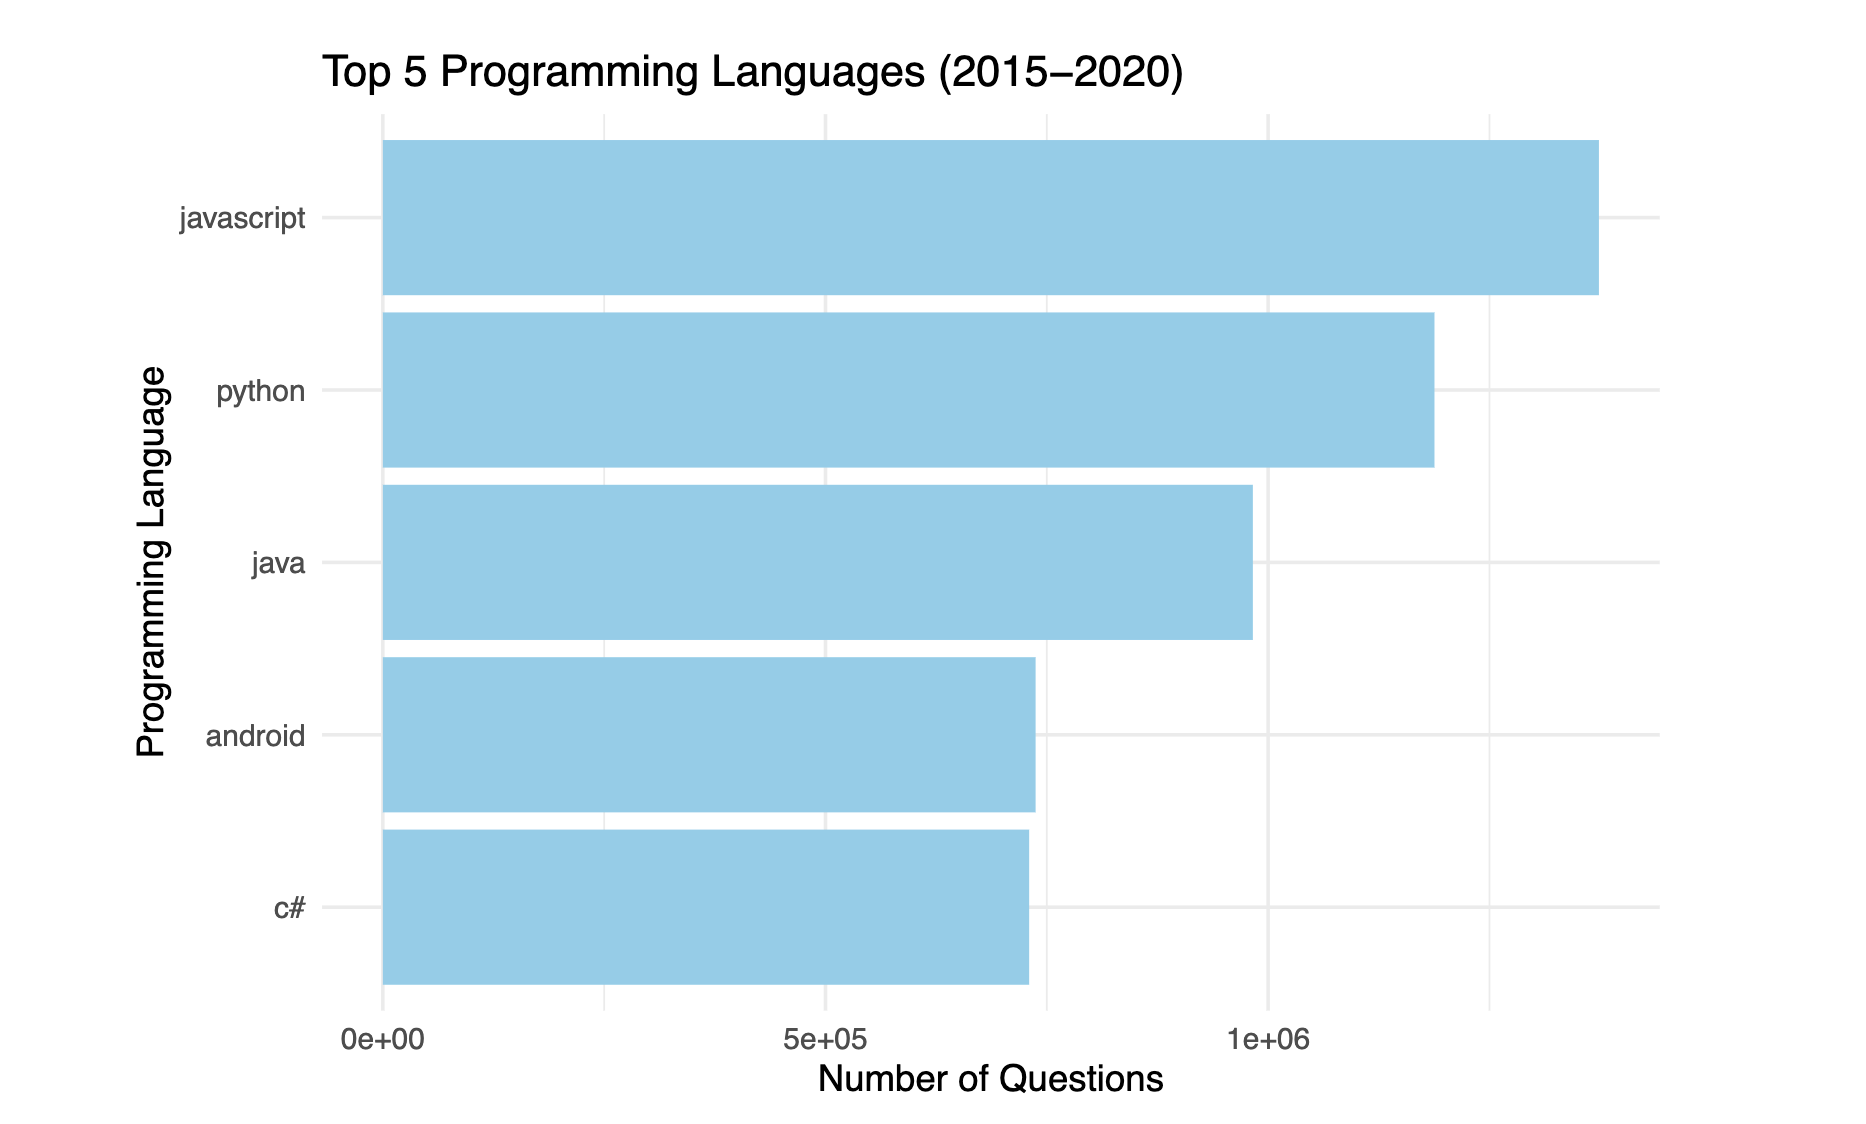 Top 5 Programming Languages (2015–2020)
javascript
python
java
android
c#
Programming Language
0e+00 5e+05 1e+06
Number of Questions